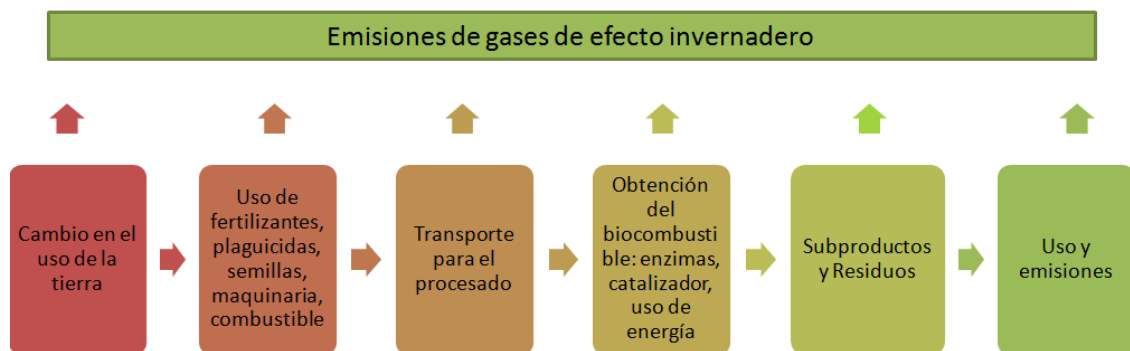 Emisiones de gases de efecto invernadero
Cambio en el
uso de la
tierra
Uso de
fertilizantes,
plaguicidas,
semillas,
maquinaria,
combustible
Transporte
para el
procesado
Obtención
del
biocombusti
ble: enzimas,
catalizador,
uso de
energía
Subproductos
y Residuos
Uso y
emisiones